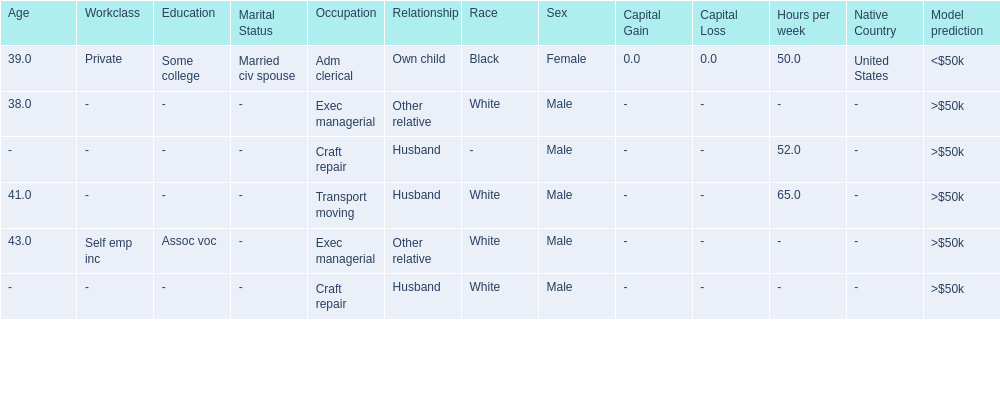 Age Workclass Education Marital Status Occupation Relationship Race Sex Capital Gain Capital Loss Hours per week Native Country Model prediction
39.0 Private Some college Married civ spouse Adm clerical Own child Black Female 0.0 0.0 50.0 United States <$50k
38.0 - - - Exec managerial Other relative White Male - - - - >$50k
- - - - Craft repair Husband - Male - - 52.0 - >$50k
41.0 - - - Transport moving Husband White Male - - 65.0 - >$50k
43.0 Self emp inc Assoc voc - Exec managerial Other relative White Male - - - - >$50k
- - - - Craft repair Husband White Male - - - - >$50k